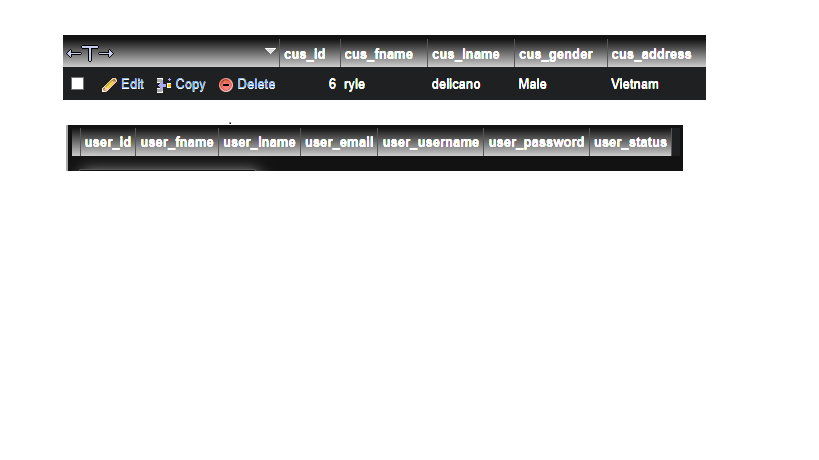 cus_id cus_fname cus_lname cus_gender cus_address
Edit Copy Delete 6 ryle delicano Male Vietnam
user_id user_fname user_lname user_email user_username user_password user_status